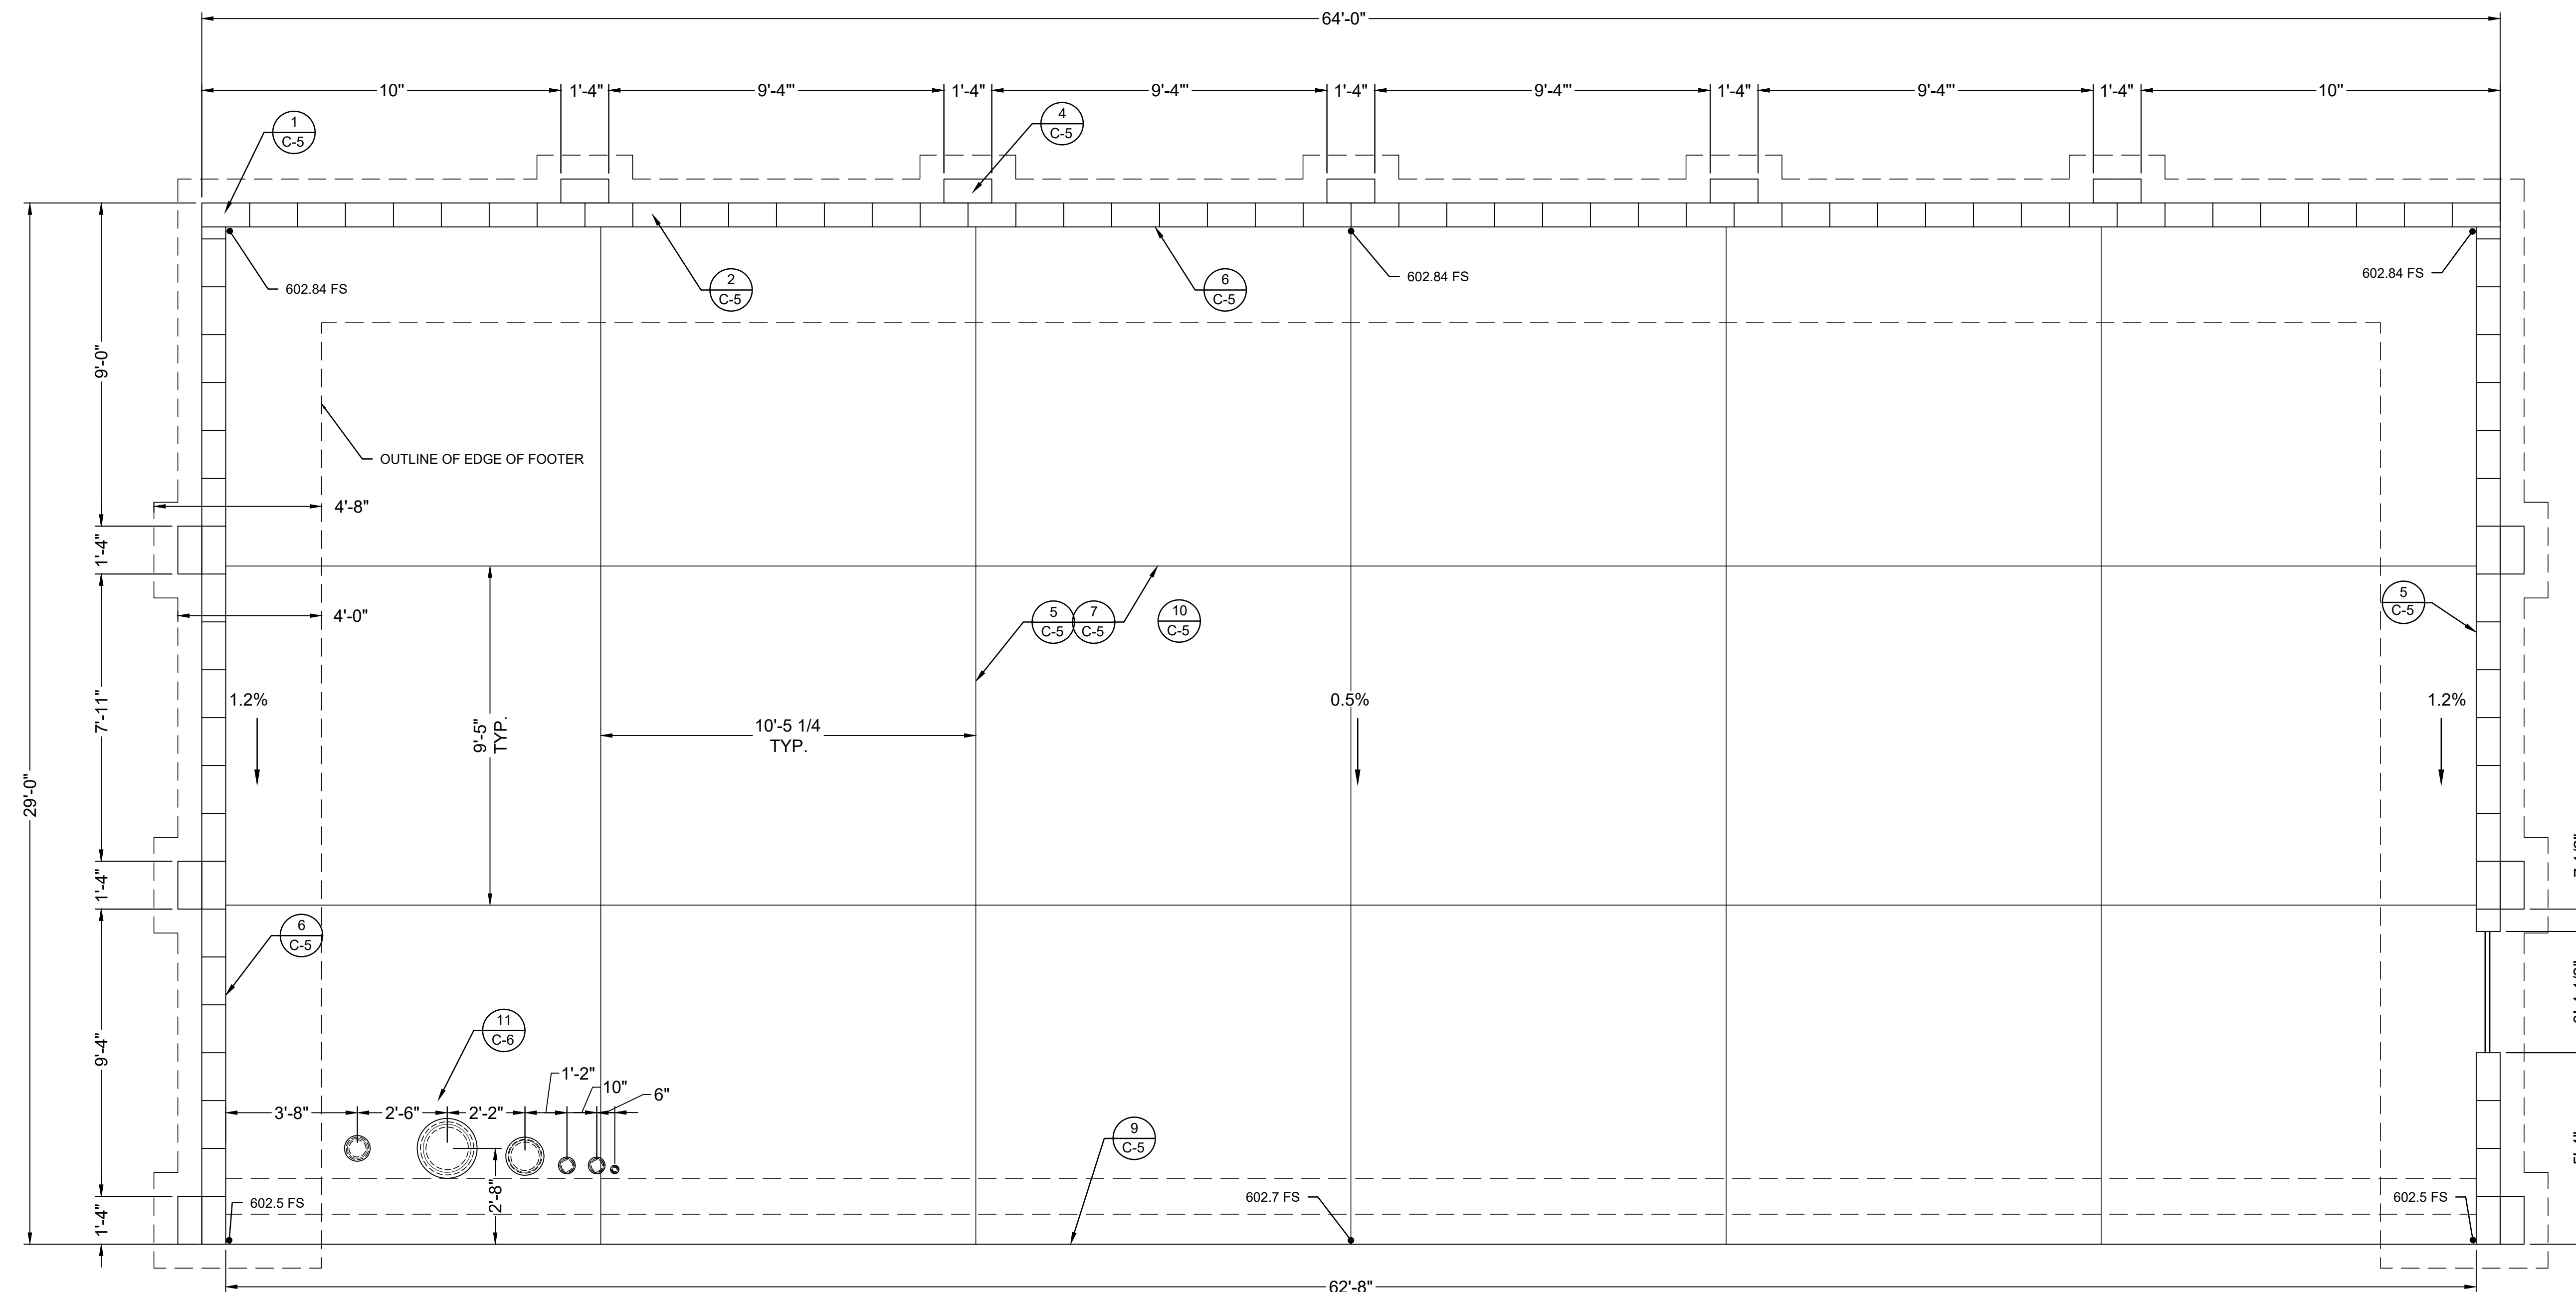 64'-0"
10"
1'-4"
9'-4'"
1'-4"
9'-4'"
1'-4"
9'-4'"
1'-4"
9'-4'"
1'-4"
10"
1
C-5
4
C-5
2
C-5
6
C-5
602.84 FS
602.84 FS
602.84 FS
9'-0"
OUTLINE OF EDGE OF FOOTER
4'-8"
1'-4"
4'-0"
5
C-5
7
C-5
10
C-5
5
C-5
7'-11"
1.2%
0.5%
1.2%
9'-5"
TYP.
10'-5 1/4
TYP.
29'-0"
1'-4"
6
C-5
9'-4"
11
C-6
1'-2"
10"
6"
3'-8"
2'-6"
2'-2"
9
C-5
2'-8"
602.5 FS
602.7 FS
602.5 FS
1'-4"
62'-8"